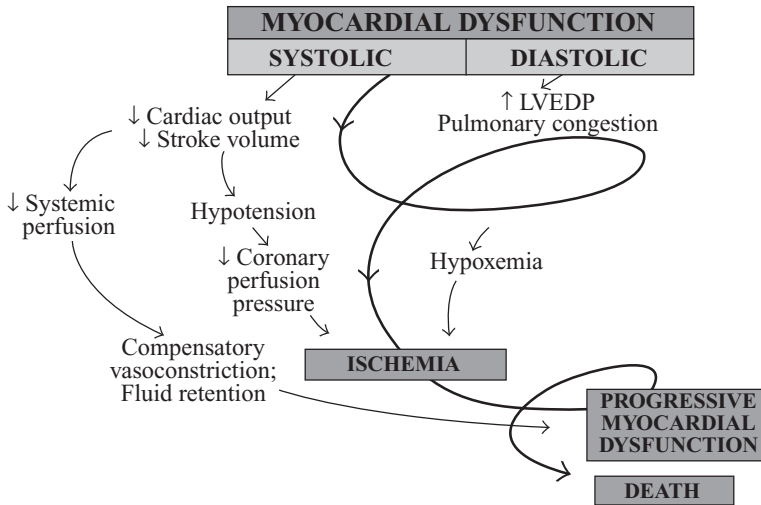 MYOCARDIAL DYSFUNCTION
SYSTOLIC
DIASTOLIC
↓ Cardiac output
↓ Stroke volume
↑ LVEDP
Pulmonary congestion
↓ Systemic
perfusion
Hypotension
↓ Coronary
perfusion
pressure
Hypoxemia
Compensatory
vasoconstriction;
Fluid retention
ISCHEMIA
PROGRESSIVE
MYOCARDIAL
DYSFUNCTION
DEATH